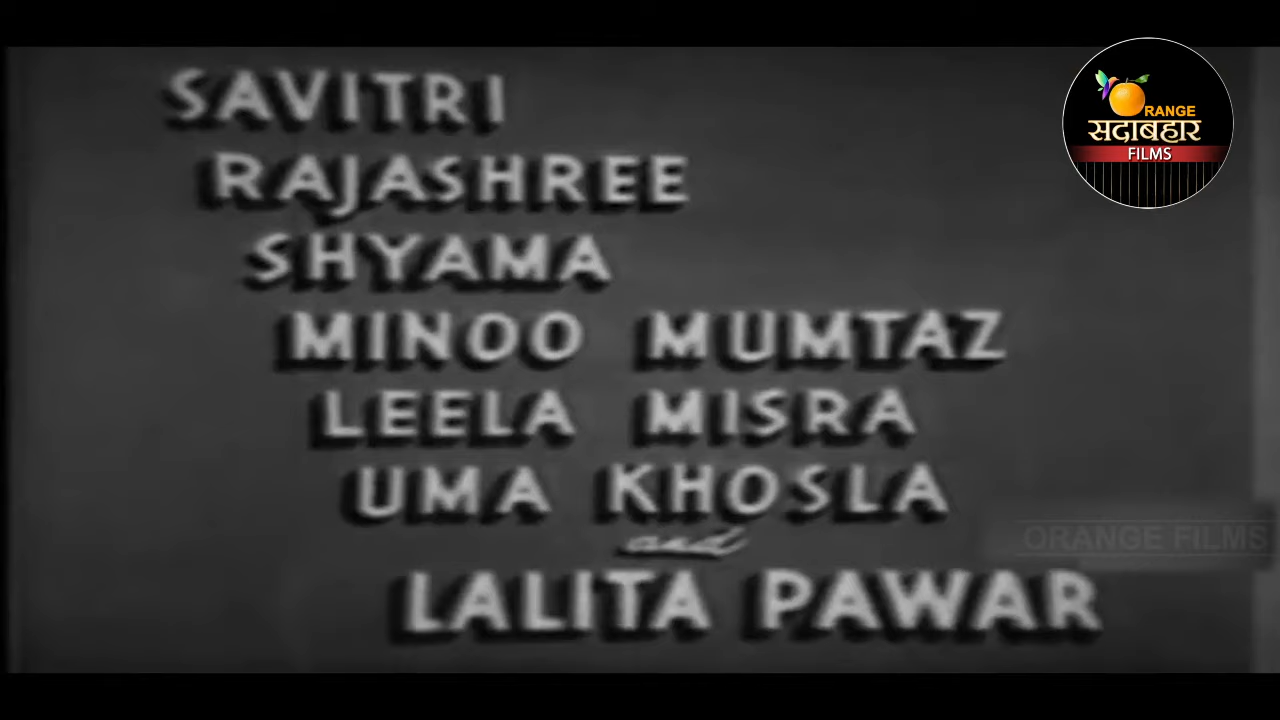 SAVITRI
RAJASHREE
SHYAMA
MINOO MUMTAZ
LEELA MISRA
UMA KHOSLA
and
LALITA PAWAR
ORANGE
सदाबहार
FILMS
ORANGE FILMS